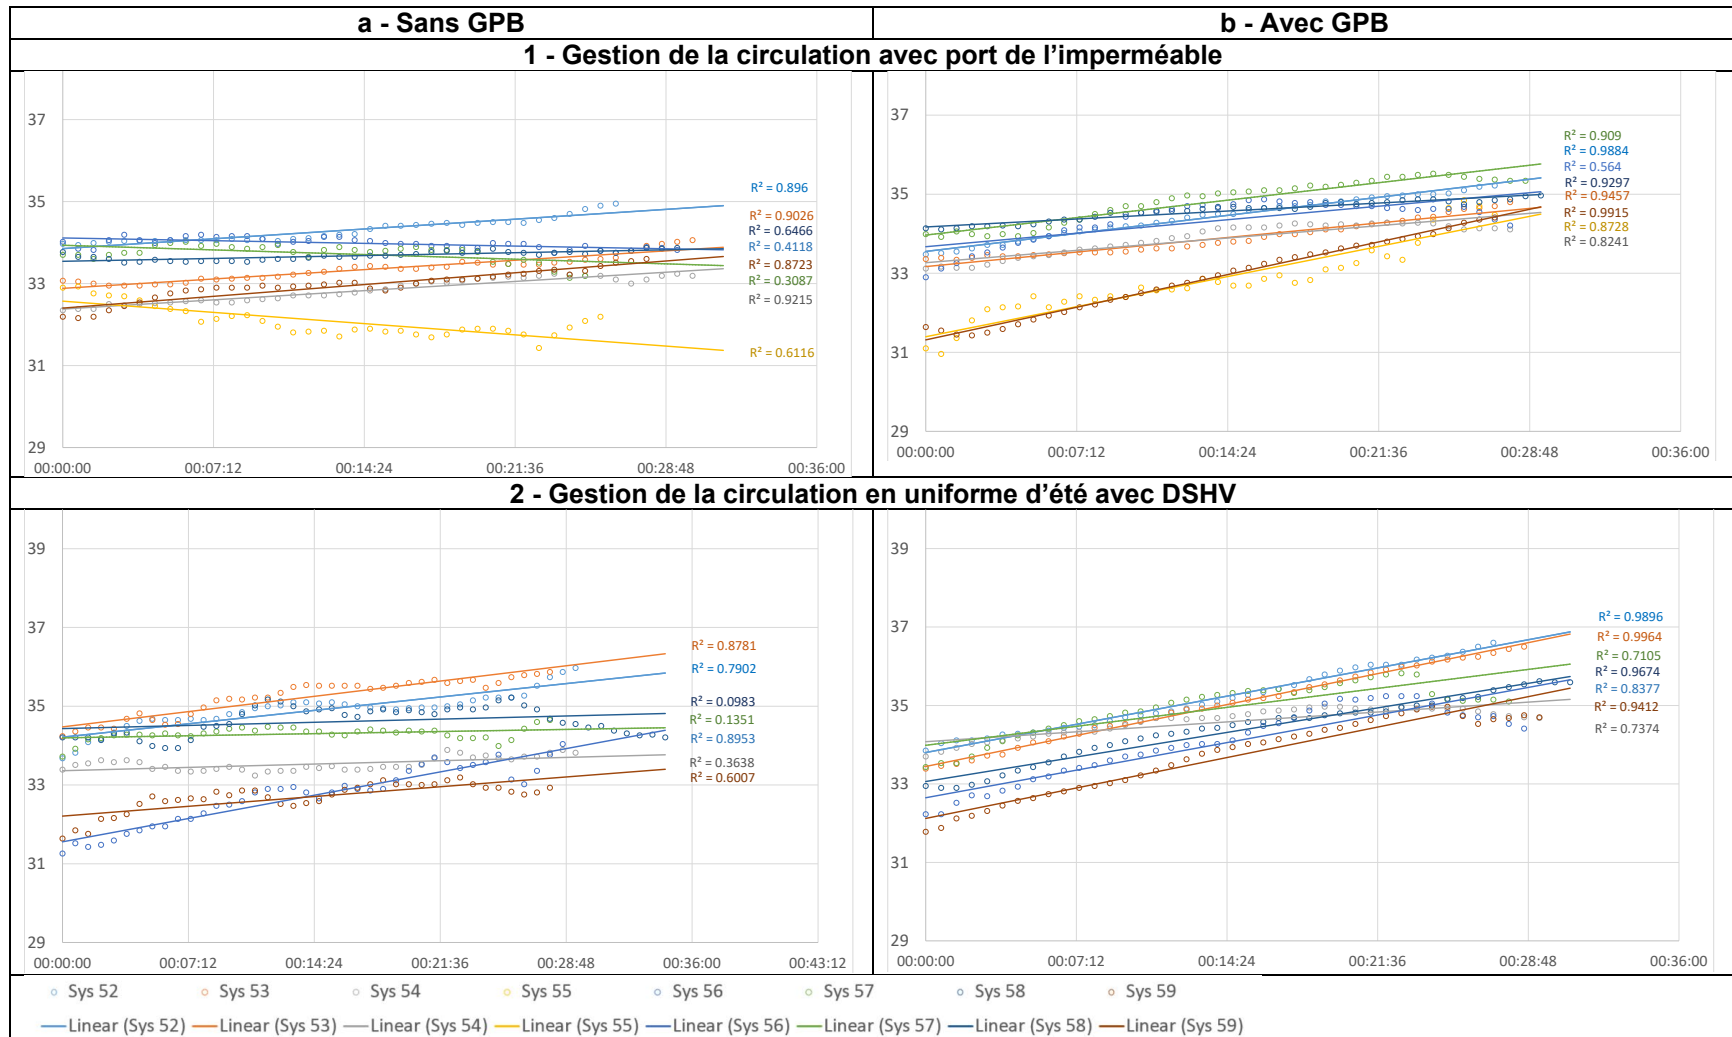 a - Sans GPB
b - Avec GPB
1 - Gestion de la circulation avec port de l'imperméable
37
35
33
31
29
00:00:00 00:07:12 00:14:24 00:21:36 00:28:48 00:36:00
R² = 0.896
R² = 0.9026
R² = 0.6466
R² = 0.4118
R² = 0.8723
R² = 0.3087
R² = 0.9215
R² = 0.6116
37
35
33
31
29
00:00:00 00:07:12 00:14:24 00:21:36 00:28:48 00:36:00
R² = 0.909
R² = 0.9884
R² = 0.564
R² = 0.9297
R² = 0.9457
R² = 0.9915
R² = 0.8728
R² = 0.8241
2 - Gestion de la circulation en uniforme d'été avec DSHV
39
37
35
33
31
29
00:00:00 00:07:12 00:14:24 00:21:36 00:28:48 00:36:00 00:43:12
R² = 0.8781
R² = 0.7902
R² = 0.0983
R² = 0.1351
R² = 0.8953
R² = 0.3638
R² = 0.6007
39
37
35
33
31
29
00:00:00 00:07:12 00:14:24 00:21:36 00:28:48 00:36:00
R² = 0.9896
R² = 0.9964
R² = 0.7105
R² = 0.9674
R² = 0.8377
R² = 0.9412
R² = 0.7374
Sys 52 Sys 53 Sys 54 Sys 55 Sys 56 Sys 57 Sys 58 Sys 59
Linear (Sys 52) Linear (Sys 53) Linear (Sys 54) Linear (Sys 55) Linear (Sys 56) Linear (Sys 57) Linear (Sys 58) Linear (Sys 59)